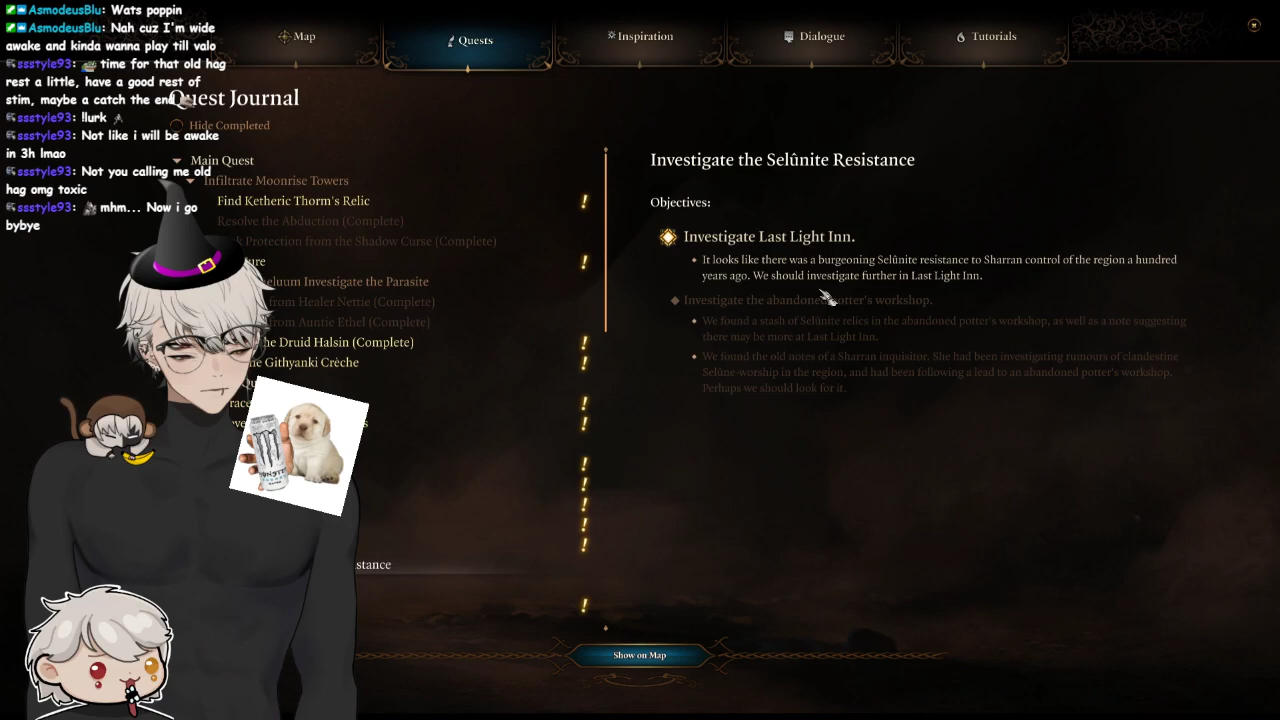 AsmodeusBlu: Wats poppin
AsmodeusBlu: Nah cuz I'm wide
awake and kinda wanna play till valo
ssstyle93: time for that old hag
rest a little, have a good rest of
stim, maybe a catch the end
ssstyle93: !lurk
ssstyle93: Not like i will be awake
in 3h lmao
ssstyle93: Not you calling me old
hag omg toxic
ssstyle93: mhm... Now i go
bybye
Map
Quests
Inspiration
Dialogue
Tutorials
Quest Journal
Hide Completed
Main Quest
Infiltrate Moonrise Towers
Find Ketheric Thorm's Relic
Resolve the Abduction (Complete)
Protection from the Shadow Curse (Complete)
Investigate the Parasite
from Healer Nettie (Complete)
from Auntie Ethel (Complete)
the Druid Halsin (Complete)
Githyanki Crèche
Investigate the Selûnite Resistance
Objectives:
Investigate Last Light Inn.
It looks like there was a burgeoning Selûnite resistance to Sharran control of the region a hundred
years ago. We should investigate further in Last Light Inn.
Investigate the abandoned potter's workshop.
We found a stash of Selûnite relics in the abandoned potter's workshop, as well as a note suggesting
there may be more at Last Light Inn.
We found the old notes of a Sharran inquisitor. She had been investigating rumours of clandestine
Selûne-worship in the region, and had been following a lead to an abandoned potter's workshop.
Perhaps we should look for it.
MONSTER
Show on Map